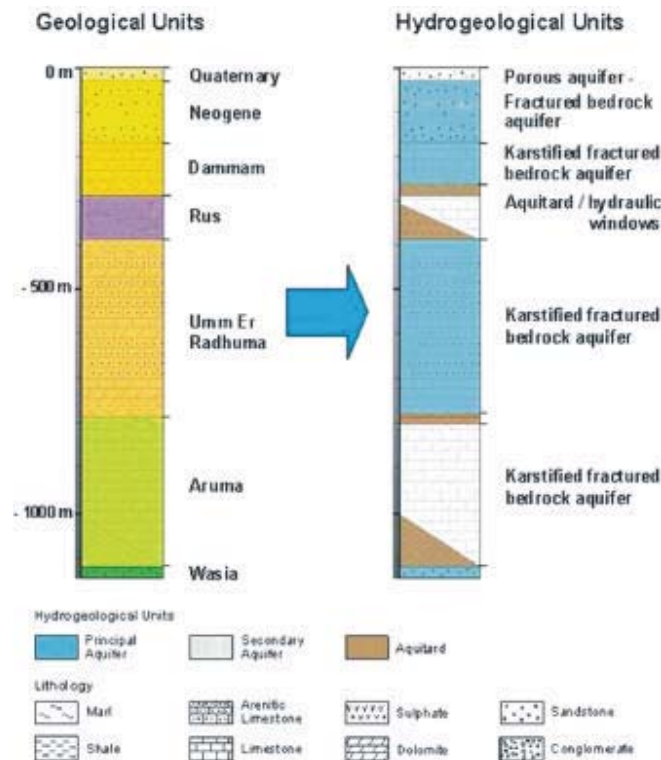 Geological Units
Hydrogeological Units
0 m
Quaternary
Neogene
Dammam
Rus
- 500 m
Umm Er
Radhuma
Aruma
- 1000 m
Wasia
Porous aquifer -
Fractured bedrock
aquifer
Karstified fractured
bedrock aquifer
Aquitard / hydraulic
windows
Karstified fractured
bedrock aquifer
Karstified fractured
bedrock aquifer
Hydrogeological Units
Principal
Aquifer
Secondary
Aquifer
Aquitard
Lithology
Marl
Arenitic
Limestone
Sulphate
Sandstone
Shale
Limestone
Dolomite
Conglomerate